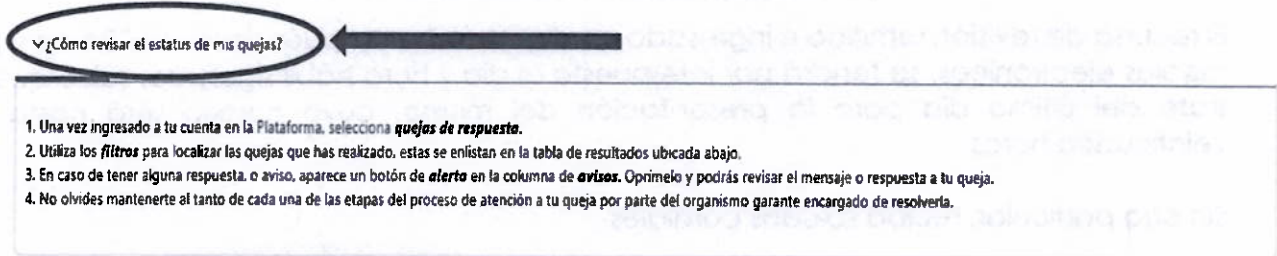 ¿Cómo revisar el estatus de mis quejas?
1. Una vez ingresado a tu cuenta en la Plataforma, selecciona quejas de respuesta.
2. Utiliza los filtros para localizar las quejas que has realizado, estas se enlistan en la tabla de resultados ubicada abajo.
3. En caso de tener alguna respuesta, o aviso, aparece un botón de alerta en la columna de avisos. Oprimelo y podrás revisar el mensaje o respuesta a tu queja.
4. No olvides mantenerte al tanto de cada una de las etapas del proceso de atención a tu queja por parte del organismo garante encargado de resolverla.